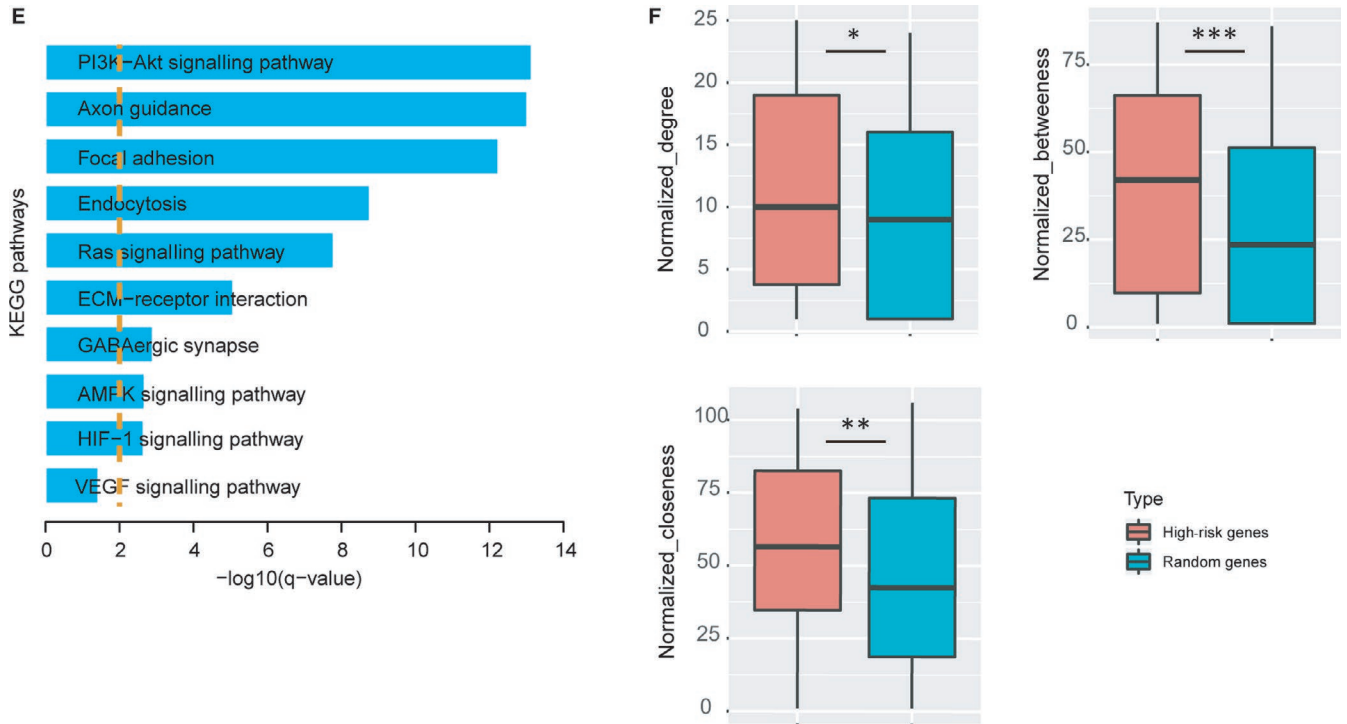 E
KEGG pathways
PI3K−Akt signalling pathway
Axon guidance
Focal adhesion
Endocytosis
Ras signalling pathway
ECM−receptor interaction
GABAergic synapse
AMPK signalling pathway
HIF−1 signalling pathway
VEGF signalling pathway
0 2 4 6 8 10 12 14
−log10(q−value)
F
Normalized_degree
25
20
15
10
5
0
*
Normalized_betweeness
75
50
25
0
***
Normalized_closeness
100
75
50
25
0
**
Type
High-risk genes
Random genes